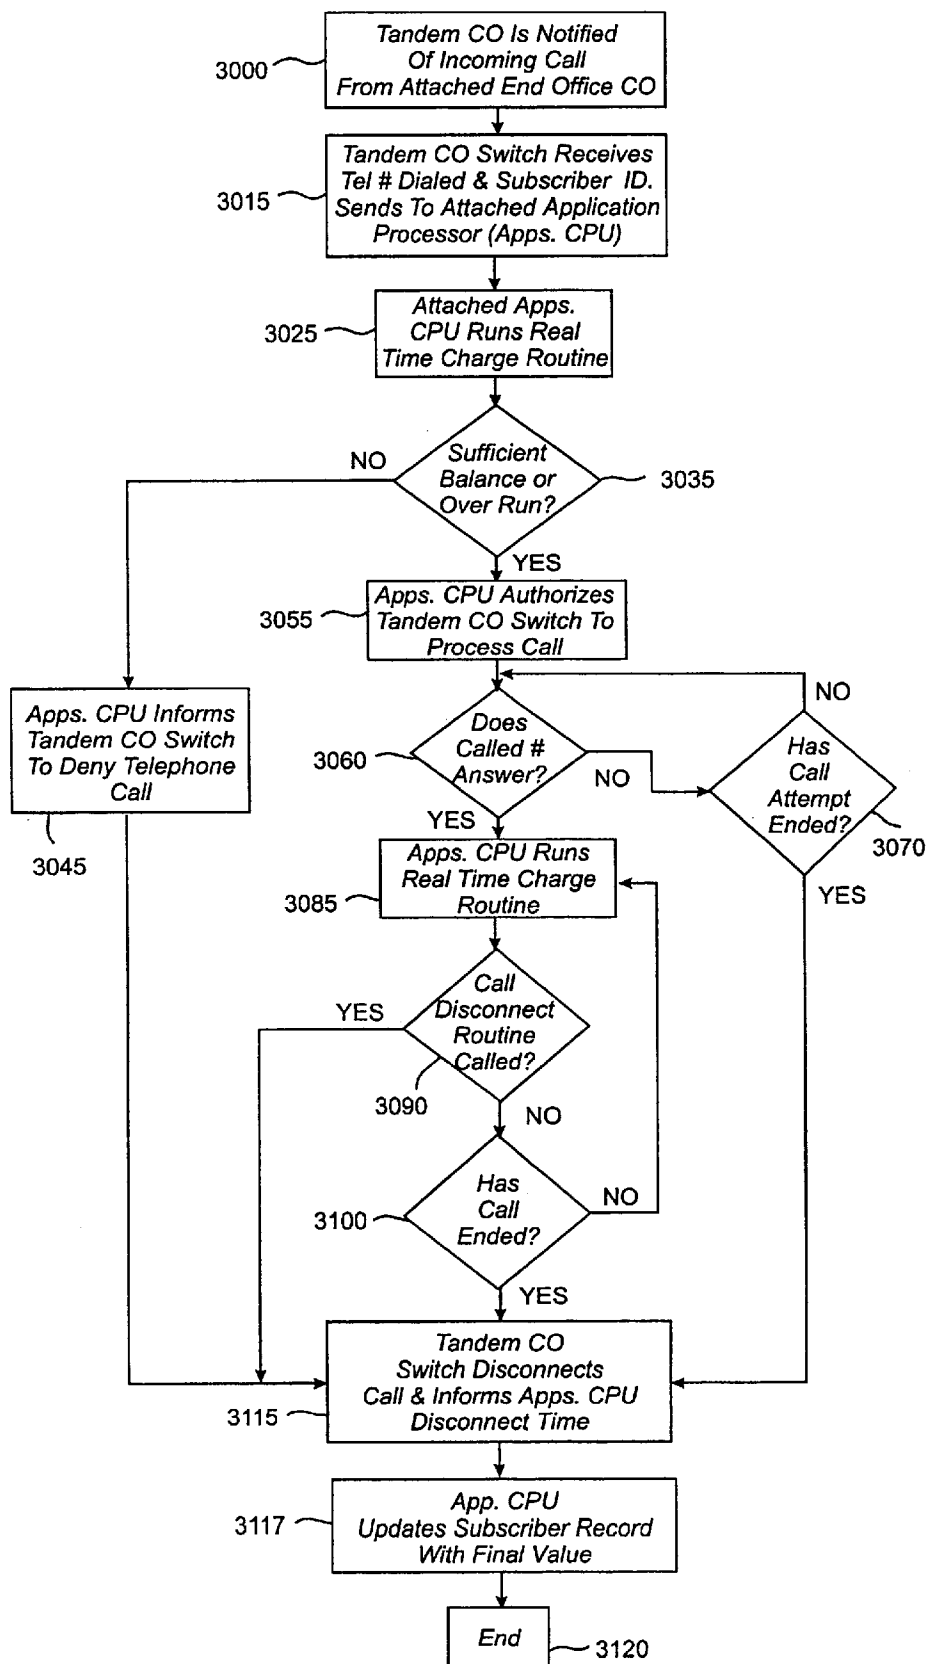 Tandem CO Is Notified
Of Incoming Call
From Attached End Office CO
3000
Tandem CO Switch Receives
Tel # Dialed & Subscriber ID.
Sends To Attached Application
Processor (Apps. CPU)
3015
Attached Apps.
CPU Runs Real
Time Charge Routine
3025
Sufficient
Balance or
Over Run?
3035
NO
YES
Apps. CPU Authorizes
Tandem CO Switch To
Process Call
3055
Apps. CPU Informs
Tandem CO Switch
To Deny Telephone
Call
3045
Does
Called #
Answer?
3060
NO
YES
Has
Call
Attempt
Ended?
3070
NO
YES
Apps. CPU Runs
Real Time Charge
Routine
3085
Call
Disconnect
Routine
Called?
3090
YES
NO
Has
Call
Ended?
3100
NO
YES
Tandem CO
Switch Disconnects
Call & Informs Apps. CPU
Disconnect Time
3115
App. CPU
Updates Subscriber Record
With Final Value
3117
End
3120